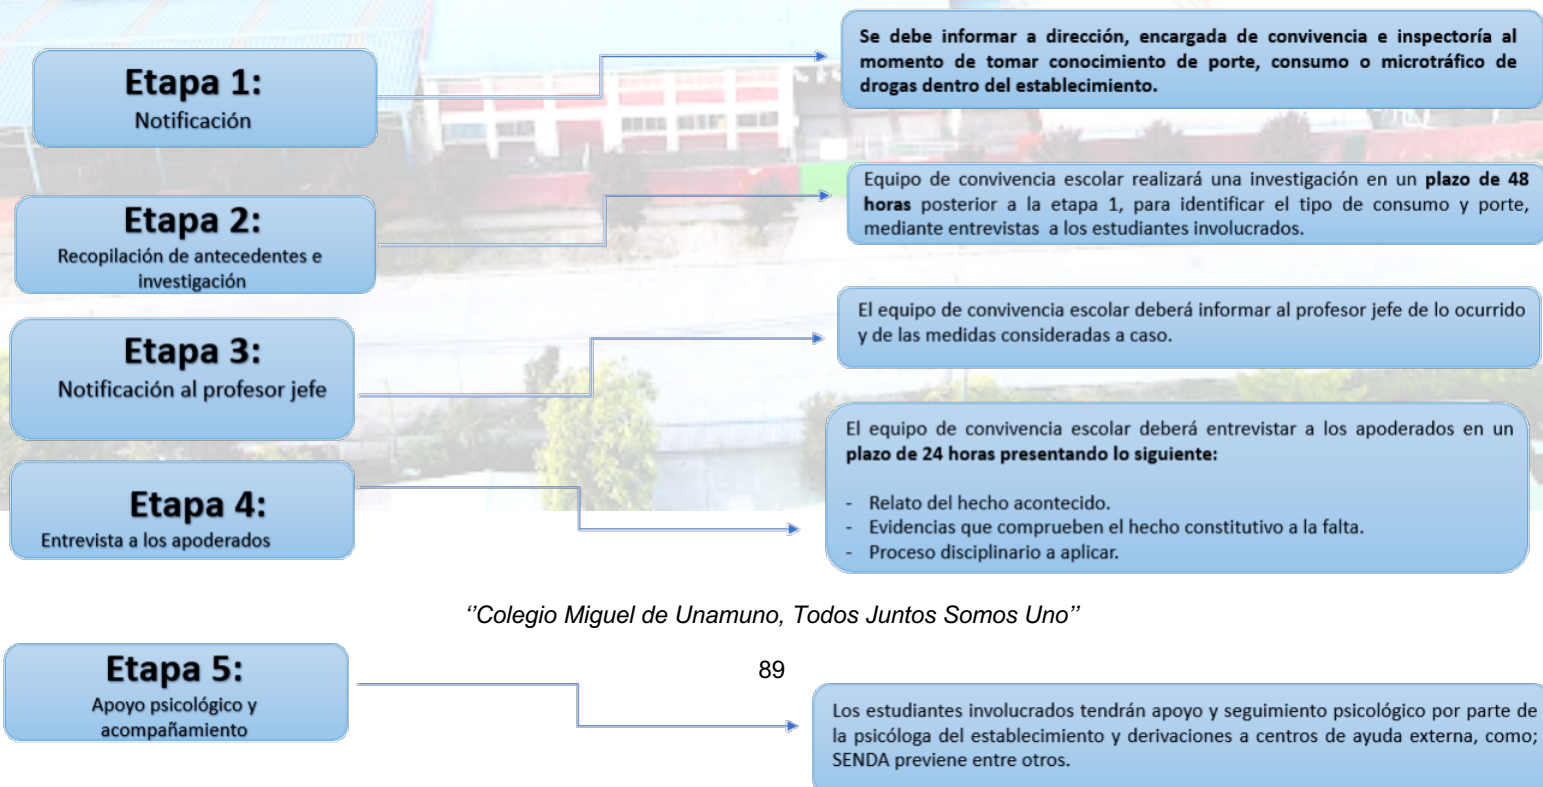 Etapa 1:
Notificación
Se debe informar a dirección, encargada de convivencia e inspectoría al
momento de tomar conocimiento de porte, consumo o microtráfico de
drogas dentro del establecimiento.
Etapa 2:
Recopilación de antecedentes e
investigación
Equipo de convivencia escolar realizará una investigación en un plazo de 48
horas posterior a la etapa 1, para identificar el tipo de consumo y porte,
mediante entrevistas a los estudiantes involucrados.
Etapa 3:
Notificación al profesor jefe
El equipo de convivencia escolar deberá informar al profesor jefe de lo ocurrido
y de las medidas consideradas a caso.
Etapa 4:
Entrevista a los apoderados
El equipo de convivencia escolar deberá entrevistar a los apoderados en un
plazo de 24 horas presentando lo siguiente:
- Relato del hecho acontecido.
- Evidencias que comprueben el hecho constitutivo a la falta.
- Proceso disciplinario a aplicar.
‘’Colegio Miguel de Unamuno, Todos Juntos Somos Uno’’
89
Etapa 5:
Apoyo psicológico y
acompañamiento
Los estudiantes involucrados tendrán apoyo y seguimiento psicológico por parte de
la psicóloga del establecimiento y derivaciones a centros de ayuda externa, como;
SENDA previene entre otros.